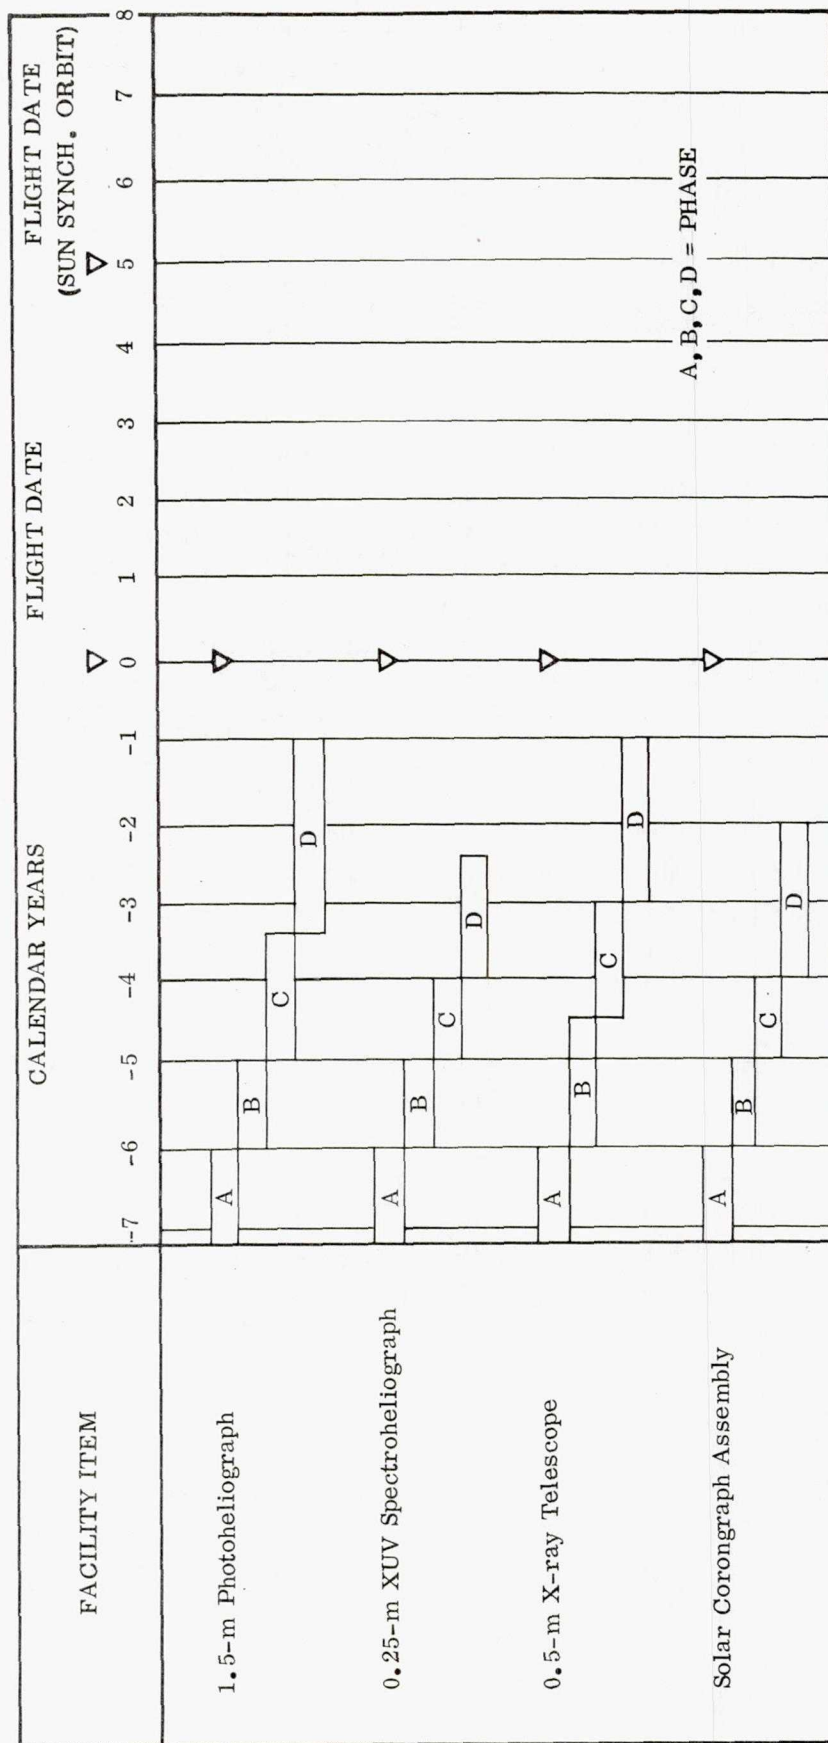 FACILITY ITEM
CALENDAR YEARS
FLIGHT DATE
FLIGHT DATE
(SUN SYNCH. ORBIT)
-7 -6 -5 -4 -3 -2 -1 0 1 2 3 4 5 6 7 8
1.5-m Photoheliograph
A
B
C
D
0.25-m XUV Spectroheliograph
A
B
C
D
0.5-m X-ray Telescope
A
B
C
D
Solar Corongraph Assembly
A
B
C
D
A, B, C, D = PHASE